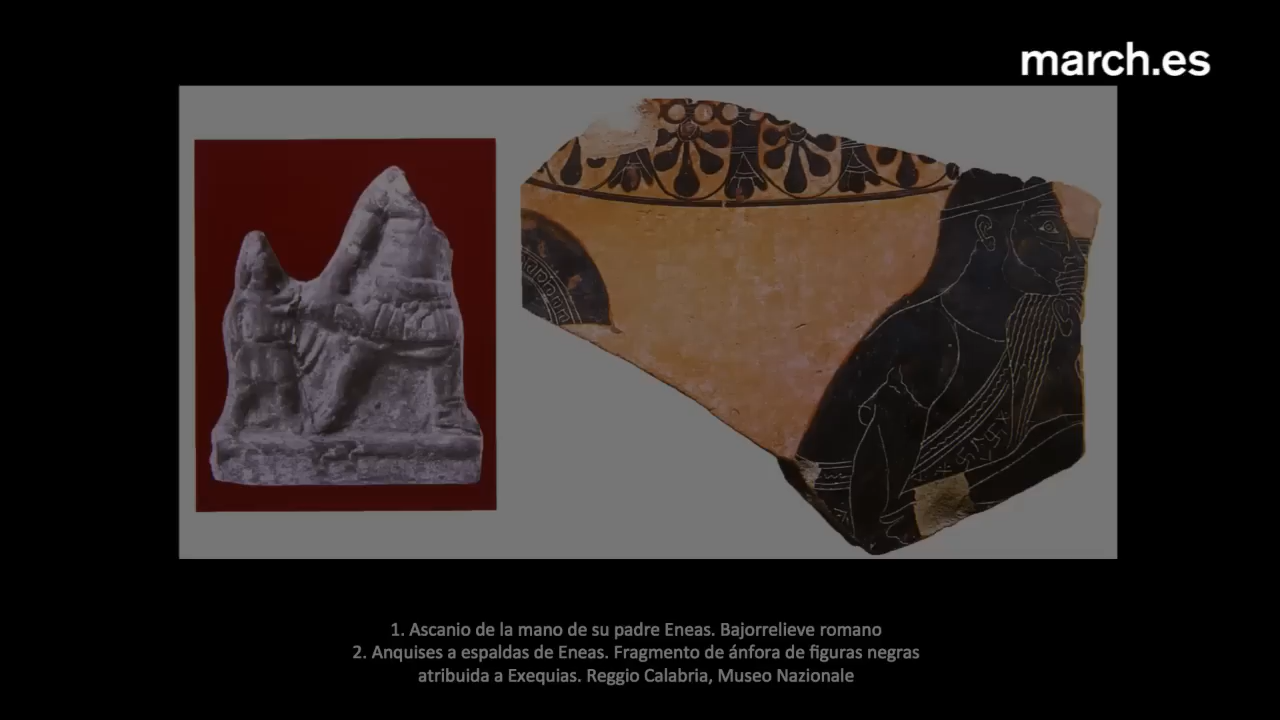 march.es
1. Ascanio de la mano de su padre Eneas. Bajorrelieve romano
2. Anquises a espaldas de Eneas. Fragmento de ánfora de figuras negras
atribuida a Exequias. Reggio Calabria, Museo Nazionale